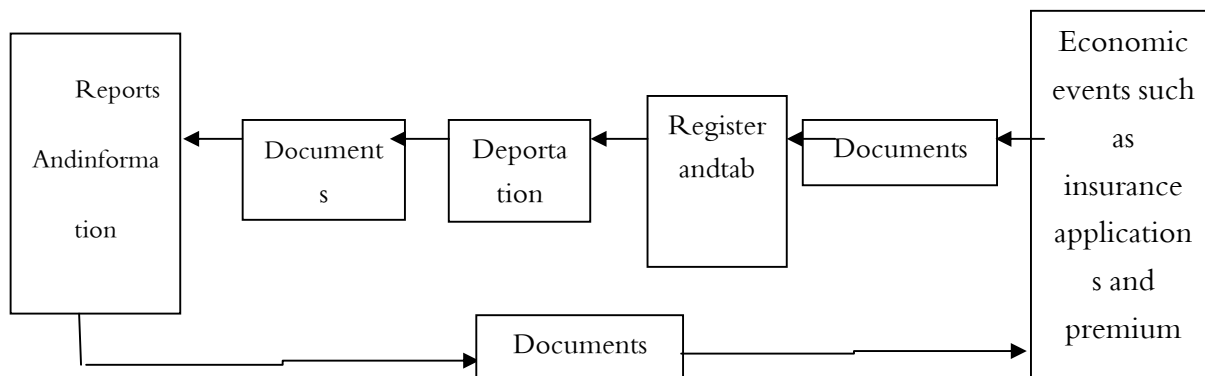 Reports
Andinforma
tion
Document
s
Deporta
tion
Register
andtab
Documents
Economic
events such
as
insurance
application
s and
premium
Documents